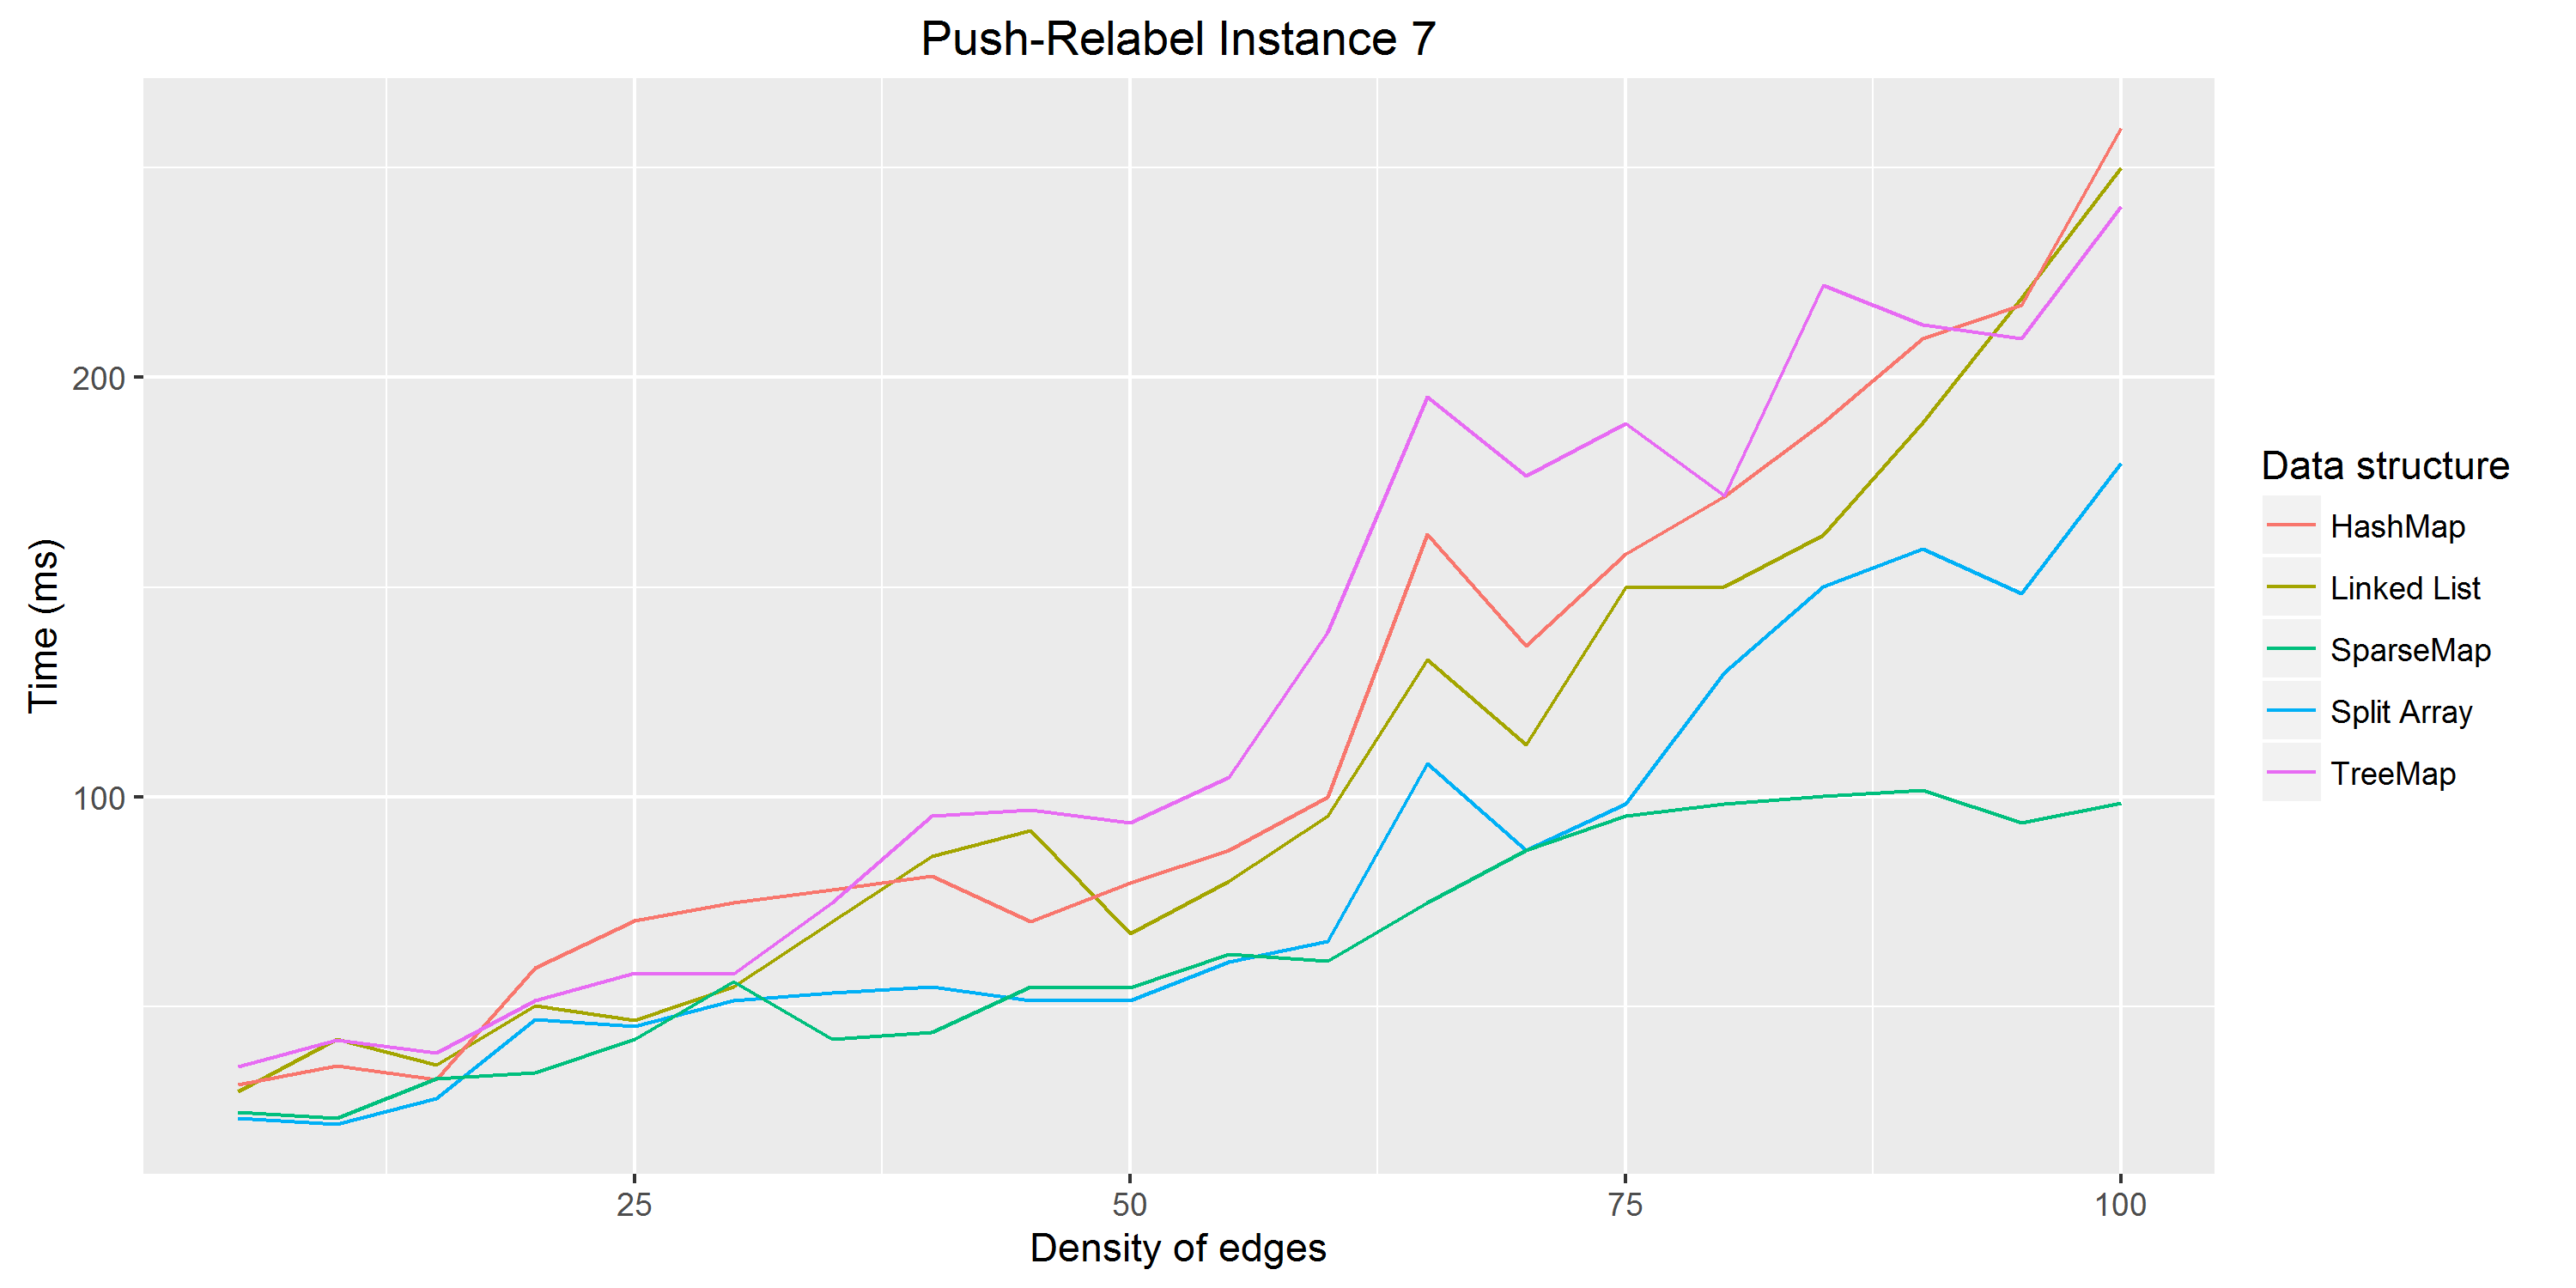 Push-Relabel Instance 7
Time (ms)
200
100
25 50 75 100
Density of edges
Data structure
HashMap
Linked List
SparseMap
Split Array
TreeMap